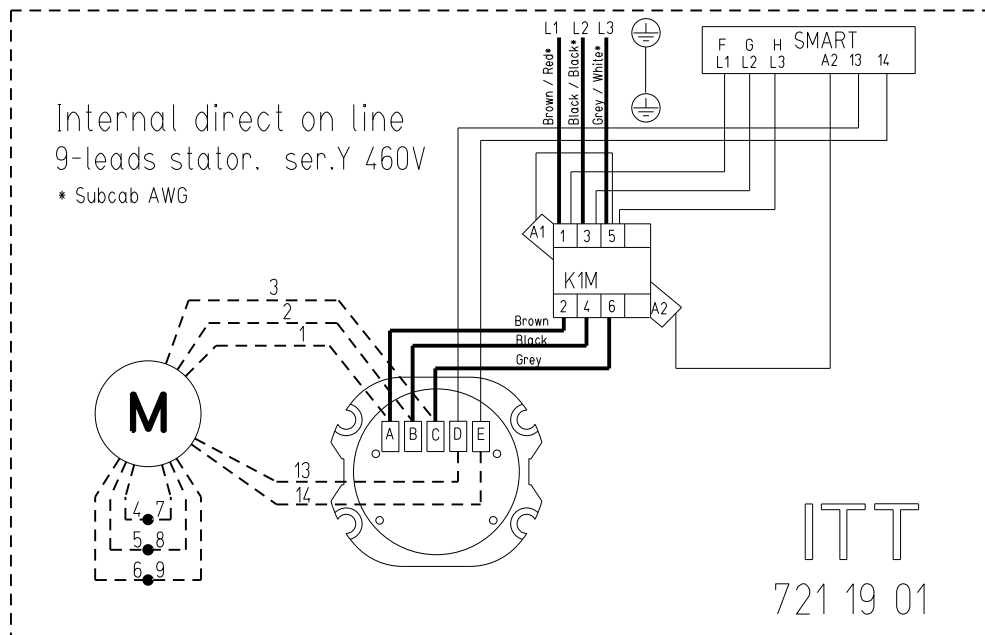 L1 L2 L3
Brown / Red*
Black / Black*
Grey / White*
SMART
F G H
L1 L2 L3 A2 13 14
Internal direct on line
9-leads stator. ser.Y 460V
* Subcab AWG
A1 1 3 5
K1M
2 4 6 A2
Brown
Black
Grey
3
2
1
M
A B C D E
13
14
4 7
5 8
6 9
ITT
721 19 01